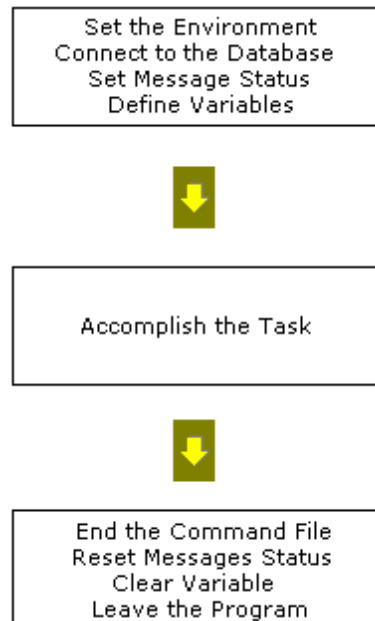 Set the Environment
Connect to the Database
Set Message Status
Define Variables
Accomplish the Task
End the Command File
Reset Messages Status
Clear Variable
Leave the Program